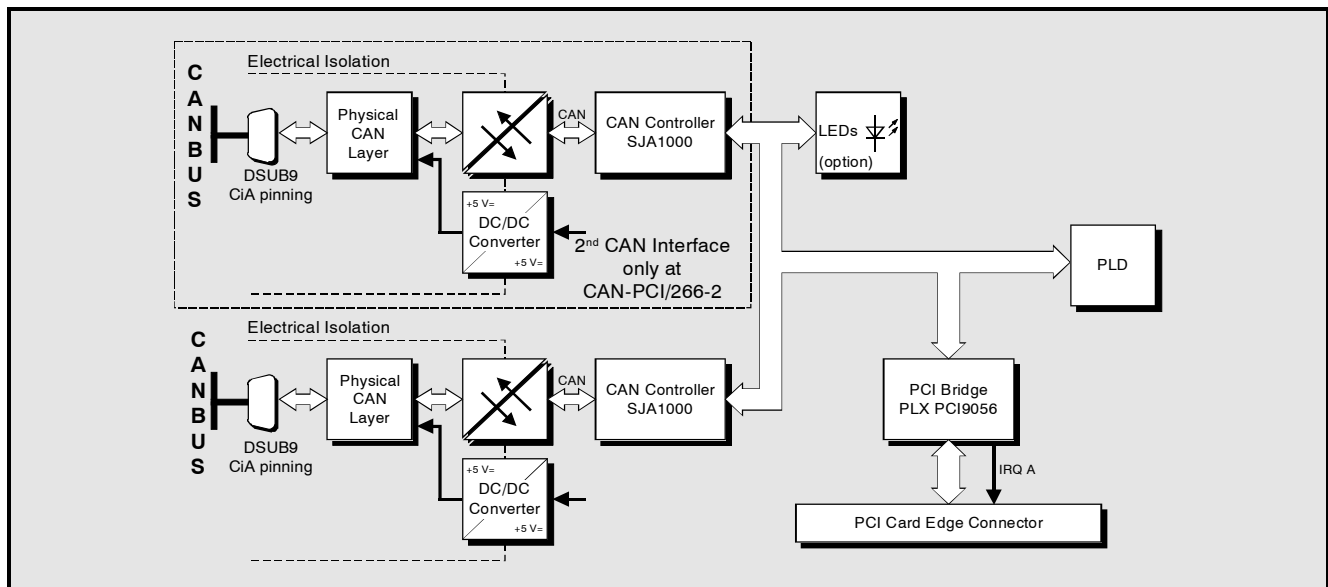 CANBUS
Electrical Isolation
DSUB9
CiA pinning
Physical
CAN
Layer
CAN
CAN Controller
SJA1000
LEDs
(option)
+5 V=
DC/DC
Converter
+5 V=
2nd CAN Interface
only at
CAN-PCI/266-2
PLD
CANBUS
Electrical Isolation
DSUB9
CiA pinning
Physical
CAN
Layer
CAN
CAN Controller
SJA1000
+5 V=
DC/DC
Converter
+5 V=
PCI Bridge
PLX PCI9056
IRQ A
PCI Card Edge Connector